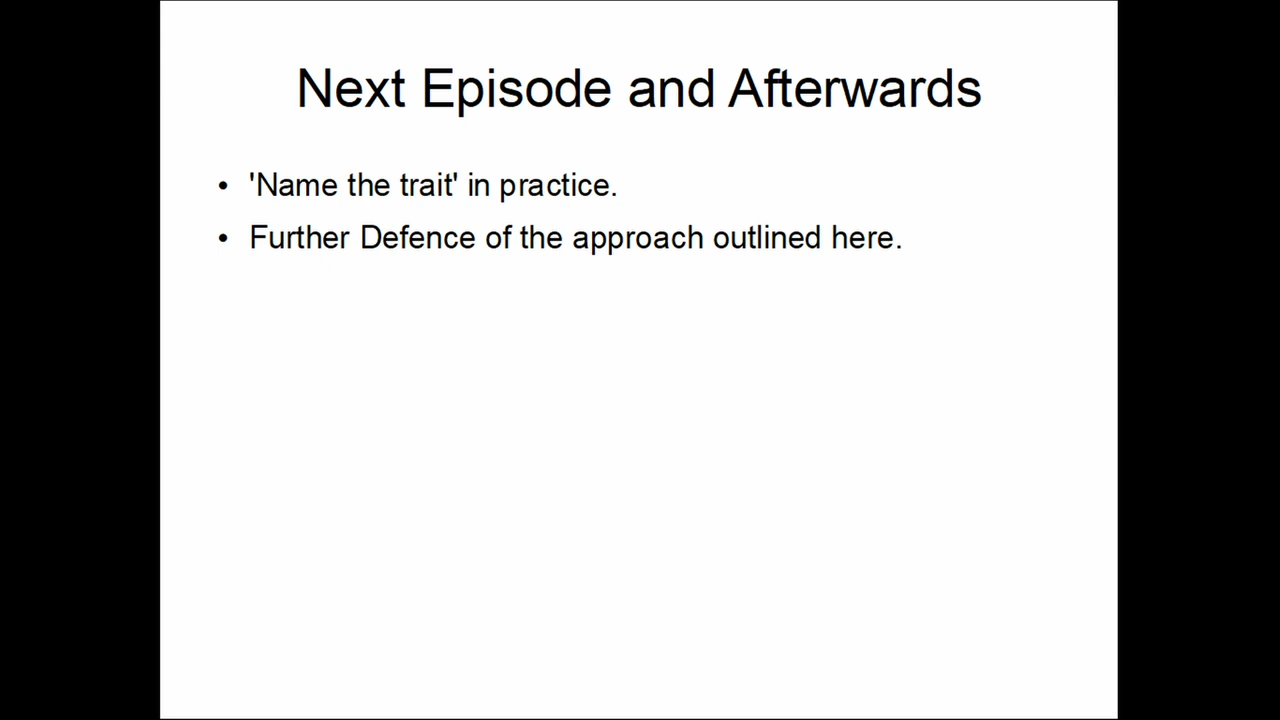 Next Episode and Afterwards
• 'Name the trait' in practice.
• Further Defence of the approach outlined here.